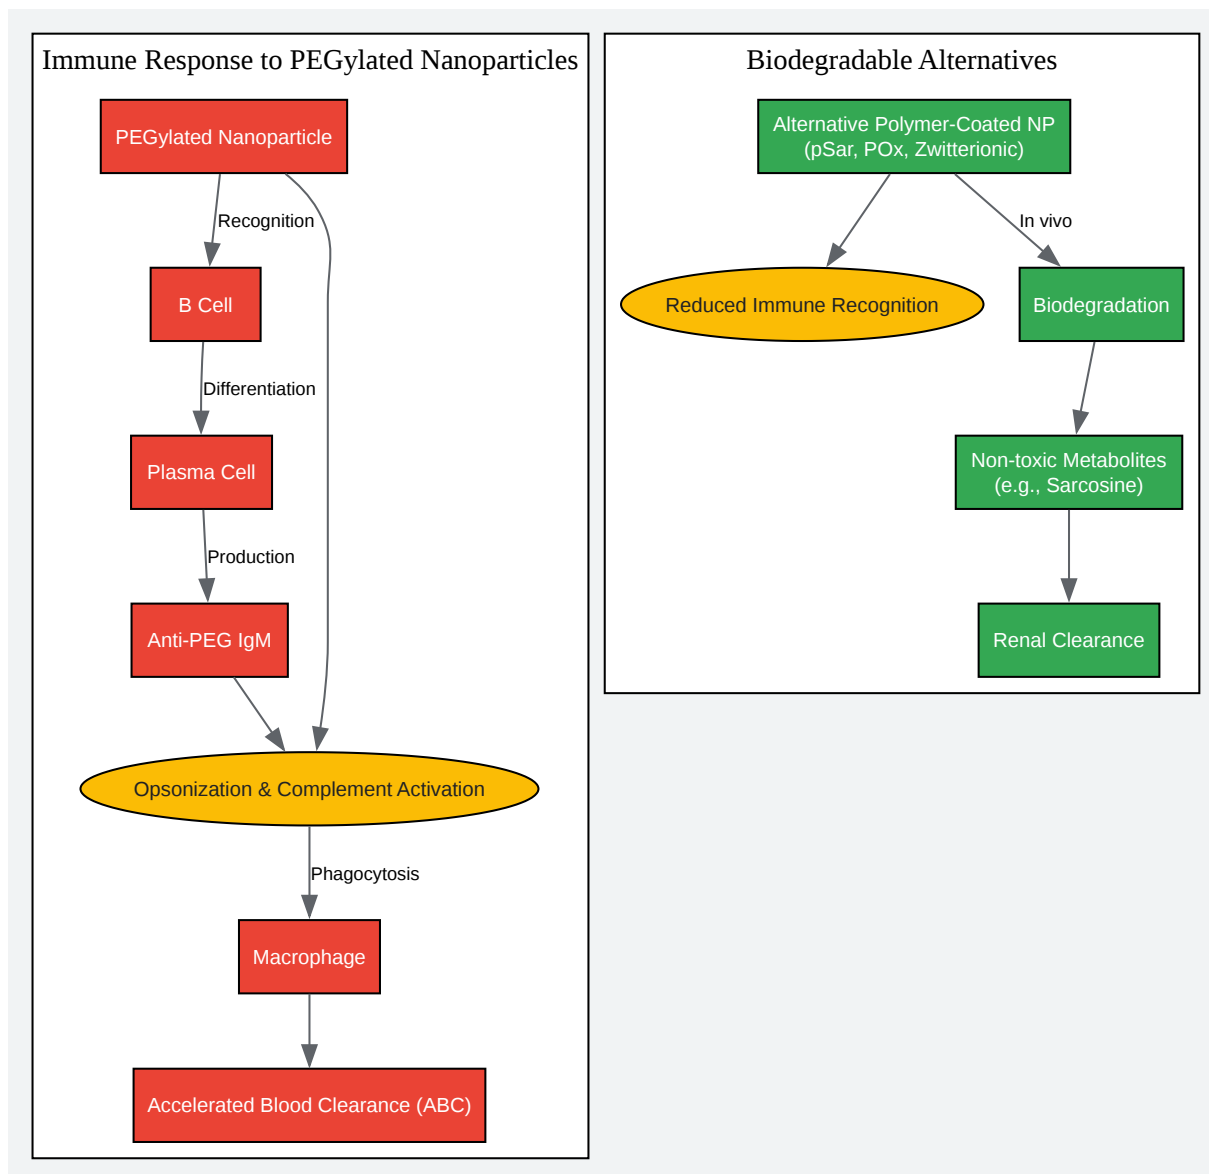 Immune Response to PEGylated Nanoparticles
PEGylated Nanoparticle
Recognition
B Cell
Differentiation
Plasma Cell
Production
Anti-PEG IgM
Opsonization & Complement Activation
Phagocytosis
Macrophage
Accelerated Blood Clearance (ABC)
Biodegradable Alternatives
Alternative Polymer-Coated NP
(pSar, POx, Zwitterionic)
In vivo
Reduced Immune Recognition
Biodegradation
Non-toxic Metabolites
(e.g., Sarcosine)
Renal Clearance